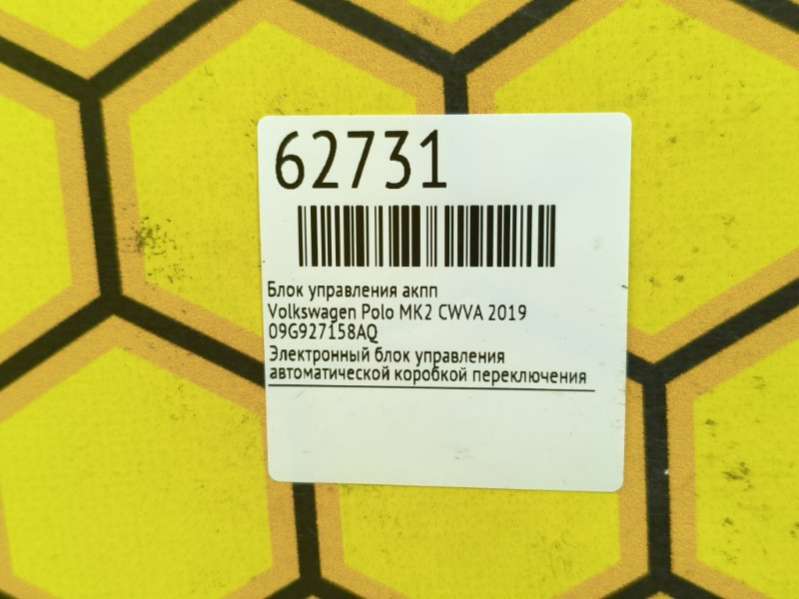 62731
Блок управления акпп
Volkswagen Polo MK2 CWVA 2019
09G927158AQ
Электронный блок управления
автоматической коробкой переключения